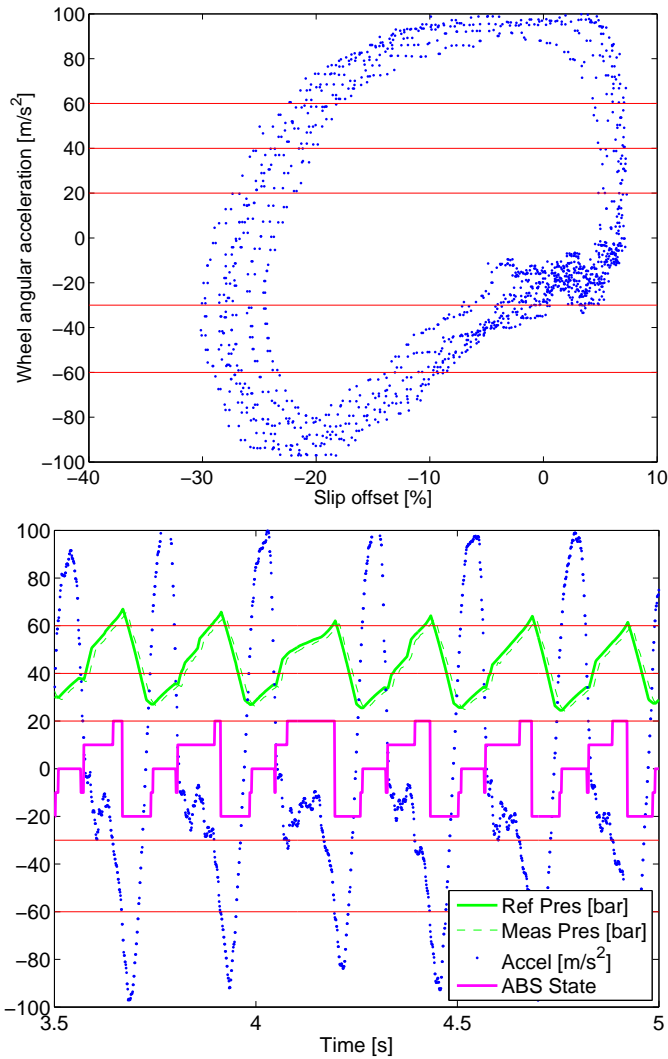 100
80
60
40
20
0
−20
−40
−60
−80
−100
Wheel angular acceleration [m/s²]
−40 −30 −20 −10 0 10
Slip offset [%]
100
80
60
40
20
0
−20
−40
−60
−80
−100
Ref Pres [bar]
Meas Pres [bar]
Accel [m/s²]
ABS State
3.5 4 4.5 5
Time [s]